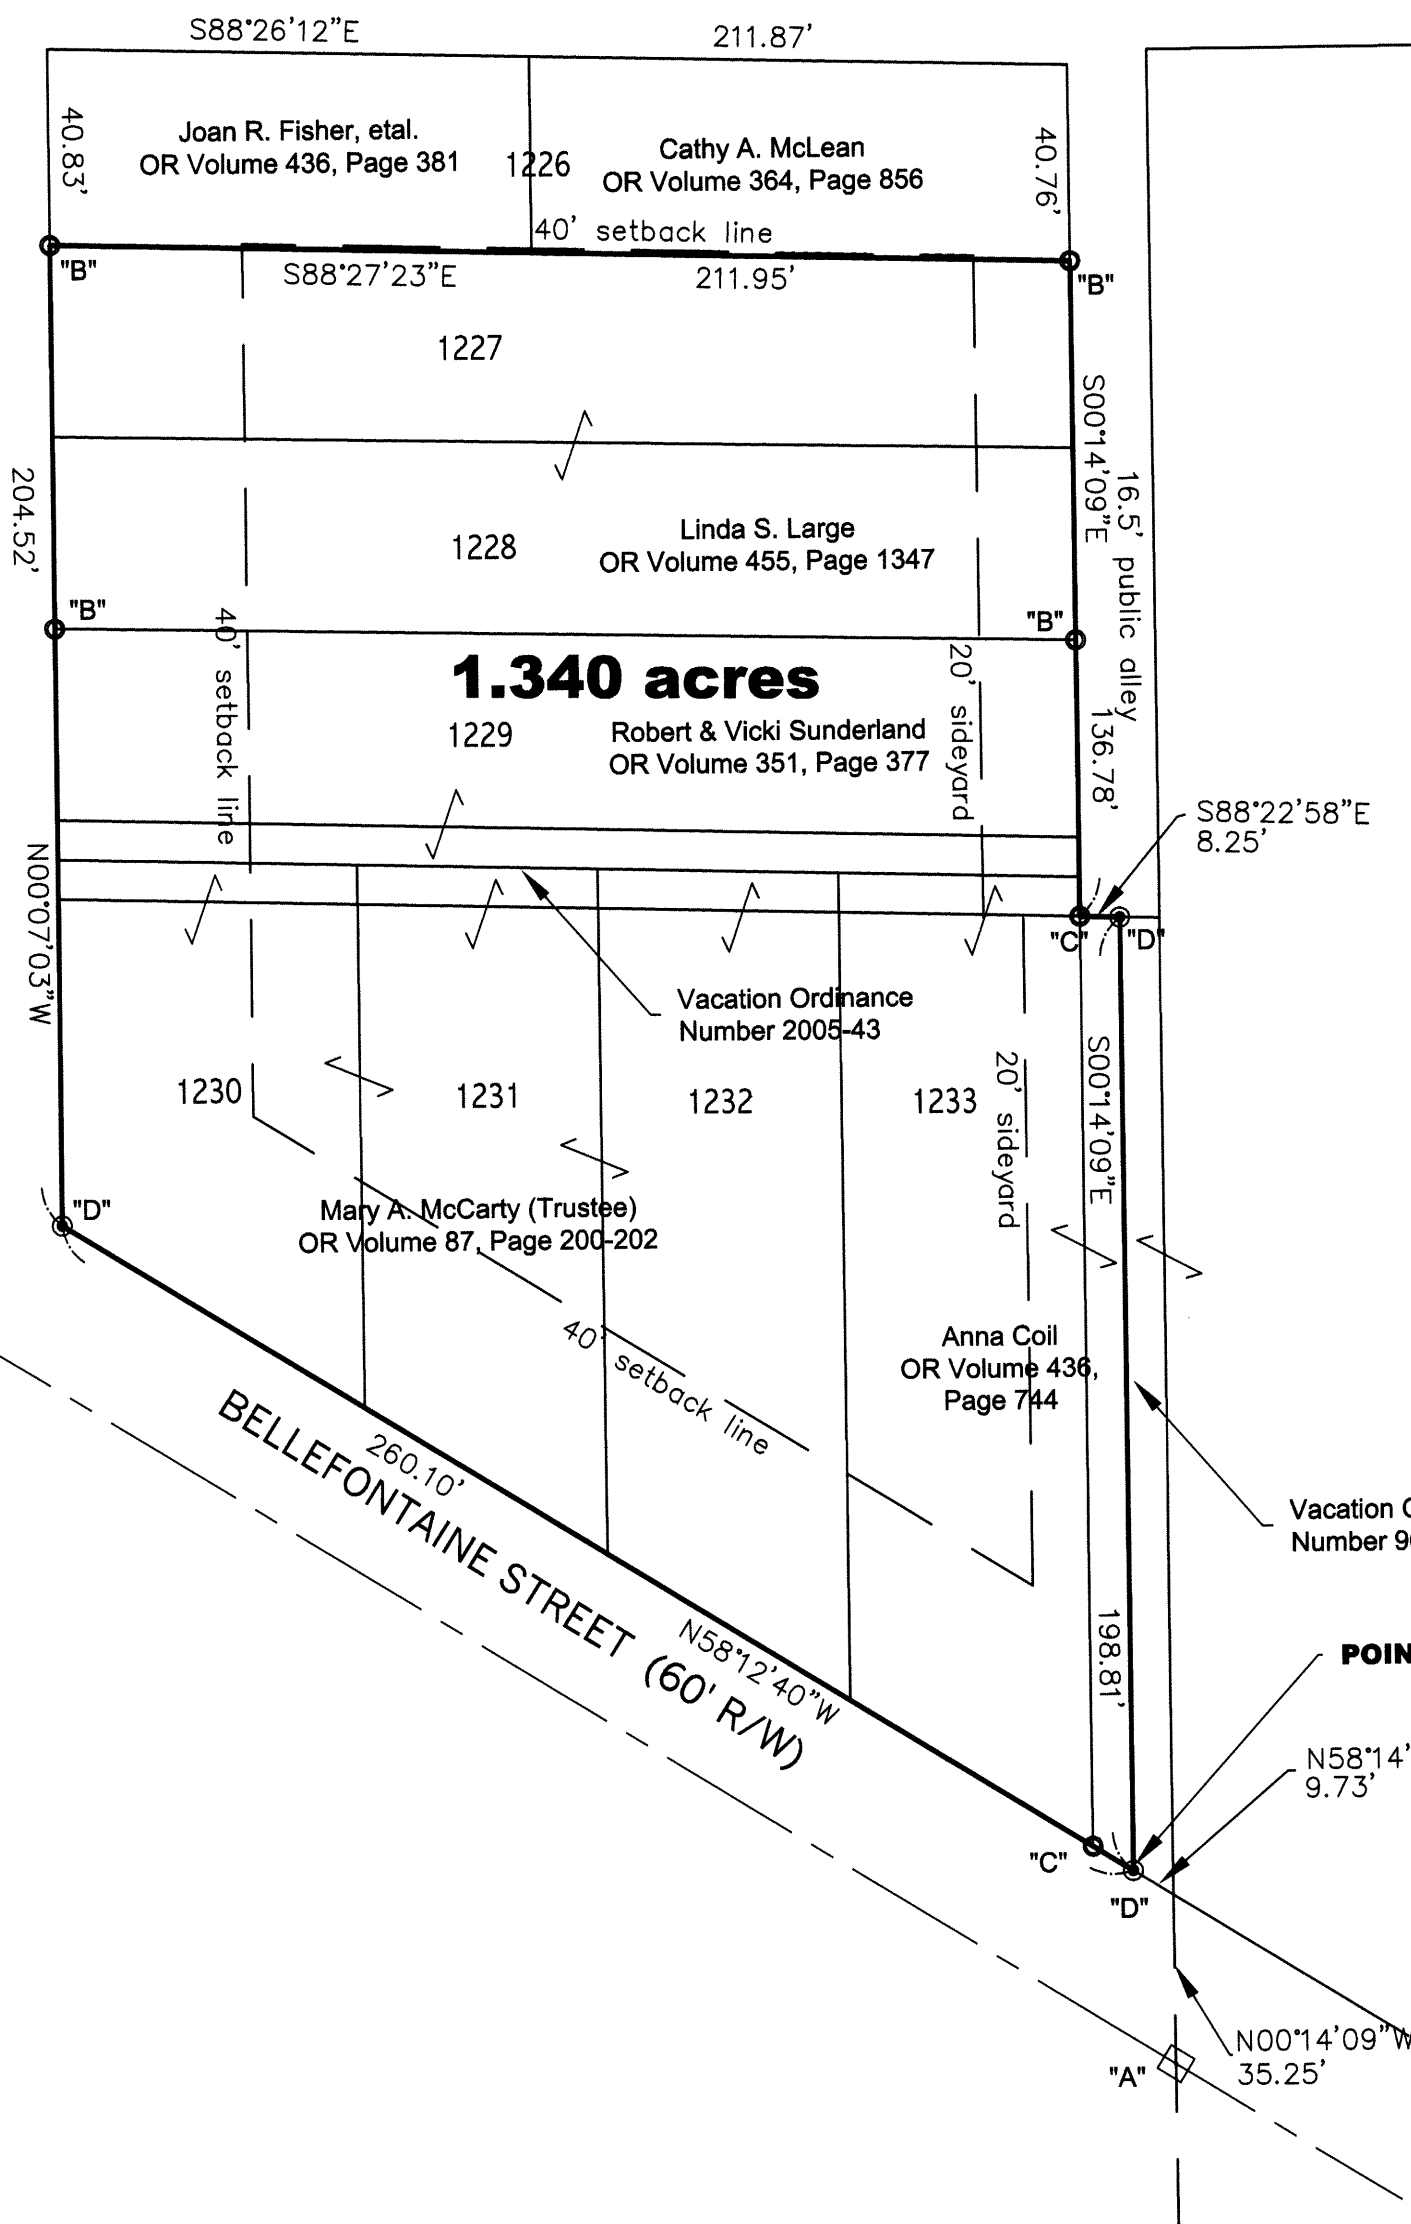 S88°26'12"E
211.87'
40.83'
Joan R. Fisher, etal.
OR Volume 436, Page 381
1226
Cathy A. McLean
OR Volume 364, Page 856
40.76'
40' setback line
"B"
S88°27'23"E
211.95'
"B"
1227
S00°14'09"E
16.5' public alley
204.52'
1228
Linda S. Large
OR Volume 455, Page 1347
"B"
"B"
40' setback line
1.340 acres
20' sideyard
1229
Robert & Vicki Sunderland
OR Volume 351, Page 377
136.78'
S88°22'58"E
8.25'
N00°07'03"W
"C"
"D"
Vacation Ordinance
Number 2005-43
1230
1231
1232
1233
20' sideyard
S00°14'09"E
"D"
Mary A. McCarty (Trustee)
OR Volume 87, Page 200-202
40' setback line
Anna Coil
OR Volume 436,
Page 744
260.10'
BELLEFONTAINE STREET (60' R/W)
N58°12'40"W
Vacation
Number
198.81'
POIN
N58°14'
9.73'
"C"
"D"
N00°14'09"W
35.25'
"A"